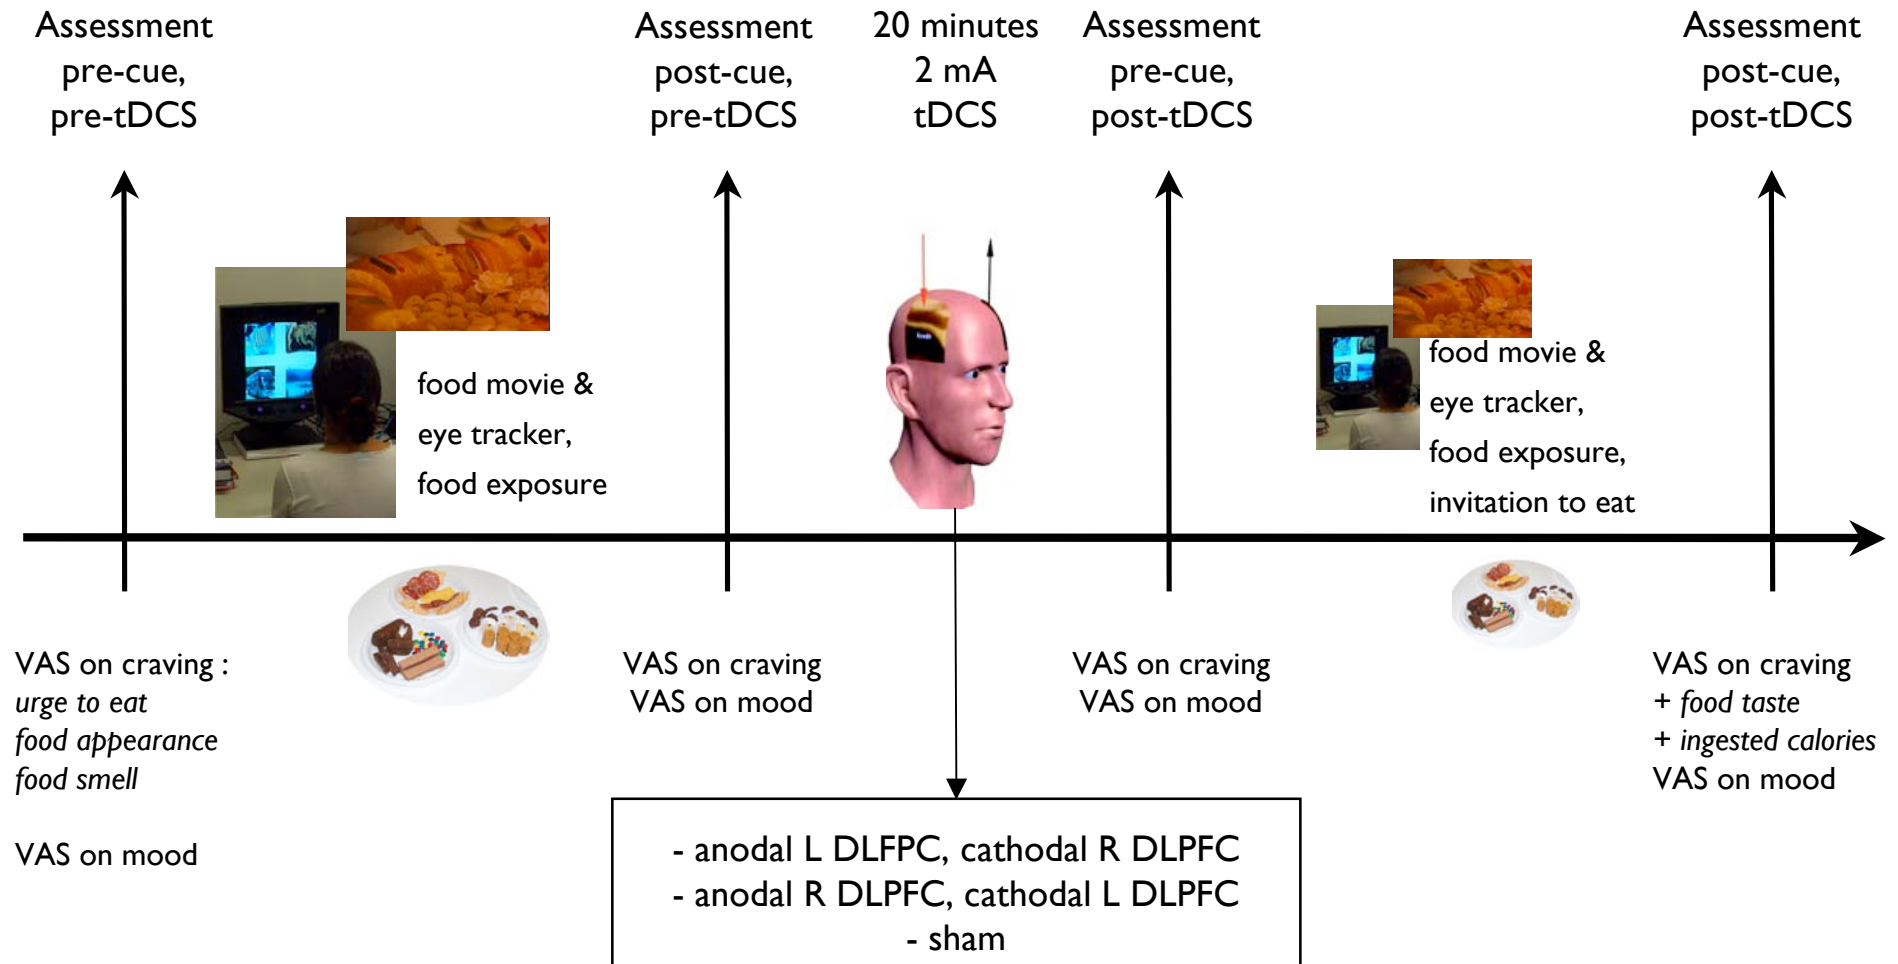 Assessment
pre-cue,
pre-tDCS
Assessment
post-cue,
pre-tDCS
20 minutes
2 mA
tDCS
Assessment
pre-cue,
post-tDCS
Assessment
post-cue,
post-tDCS
food movie &
eye tracker,
food exposure
food movie &
eye tracker,
food exposure,
invitation to eat
VAS on craving :
urge to eat
food appearance
food smell
VAS on mood
VAS on craving
VAS on mood
VAS on craving
VAS on mood
VAS on craving
+ food taste
+ ingested calories
VAS on mood
- anodal L DLFPC, cathodal R DLPFC
- anodal R DLPFC, cathodal L DLPFC
- sham